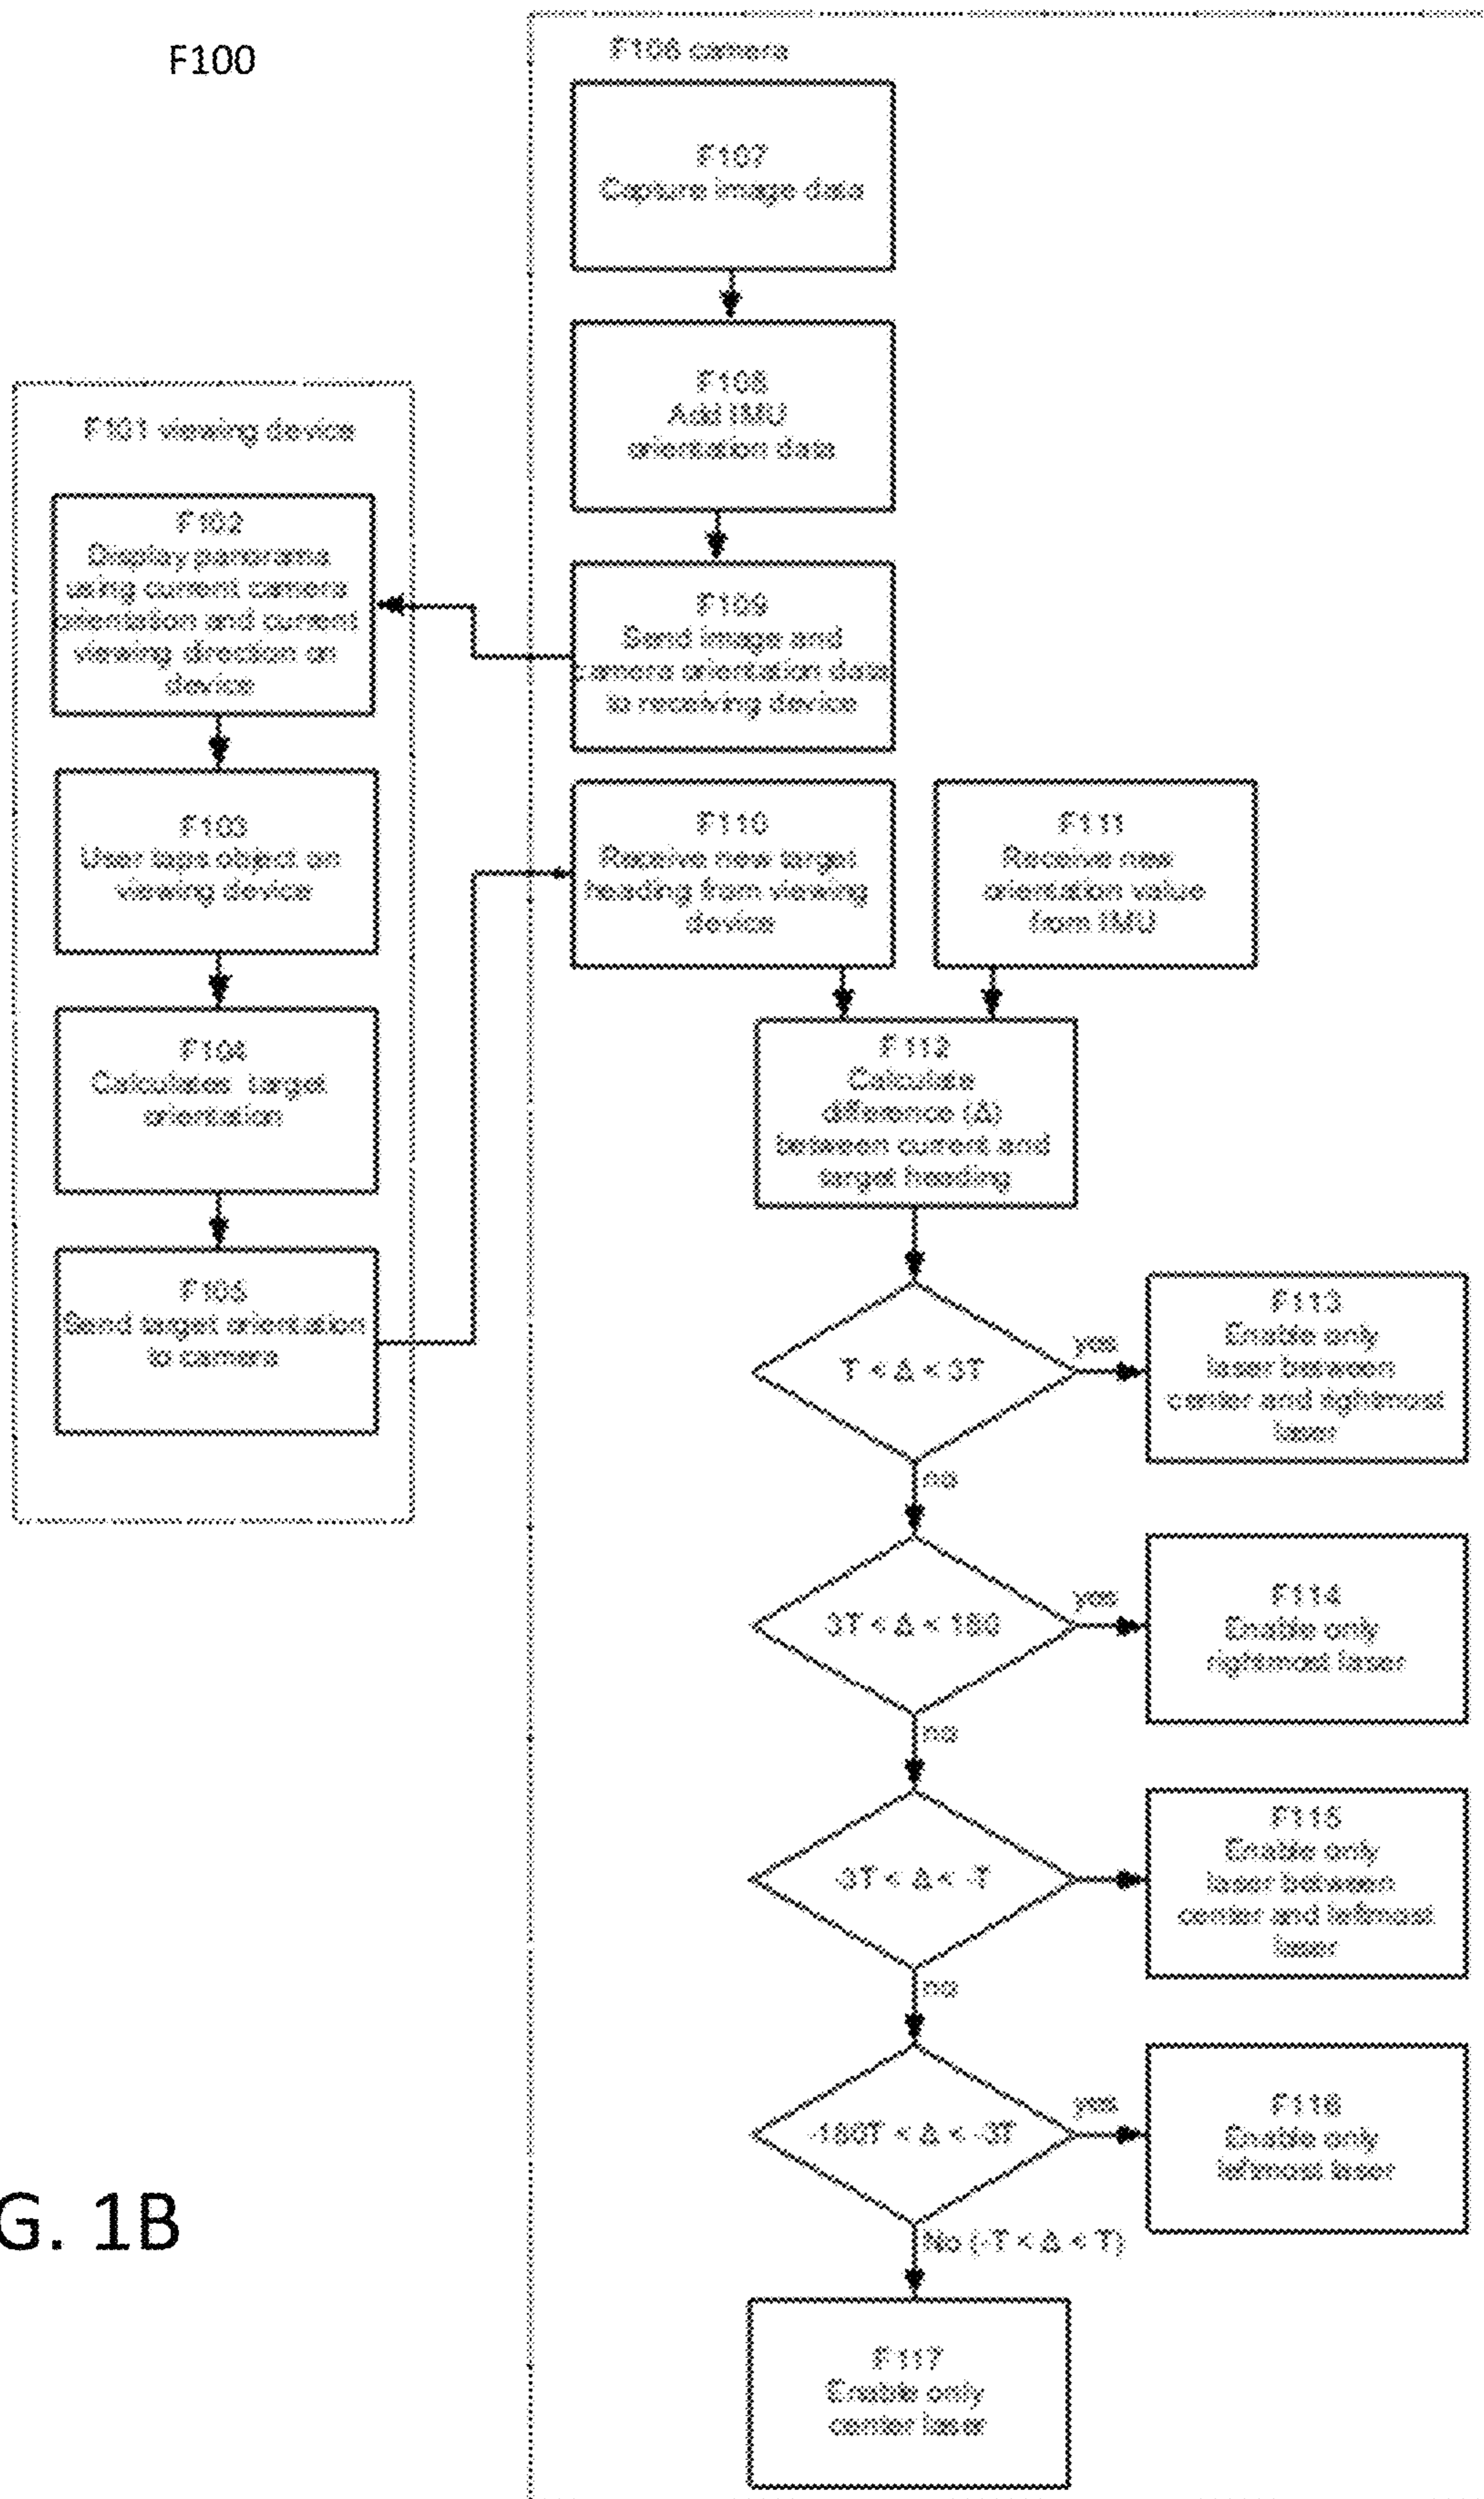 F100
F106 camera
F107
Capture image data
F108
Add IMU
orientation data
F109
Send image and
camera orientation data
to receiving device
F101 viewing device
F102
Display panorama
using current camera
orientation and current
viewing direction on
device
F103
User taps object on
viewing device
F104
Calculates target
orientation
F105
Send target orientation
to camera
F110
Receive new target
heading from viewing
device
F111
Receive new
orientation value
from IMU
F112
Calculate
difference (Δ)
between current and
target heading
T < Δ < 3T
yes
no
F113
Enable only
laser between
center and rightmost
laser
3T < Δ < 180
yes
no
F114
Enable only
rightmost laser
-3T < Δ < -T
no
F115
Enable only
laser between
center and leftmost
laser
-180T < Δ < -3T
yes
F116
Enable only
leftmost laser
No (-T < Δ < T)
F117
Enable only
center laser
G. 1B